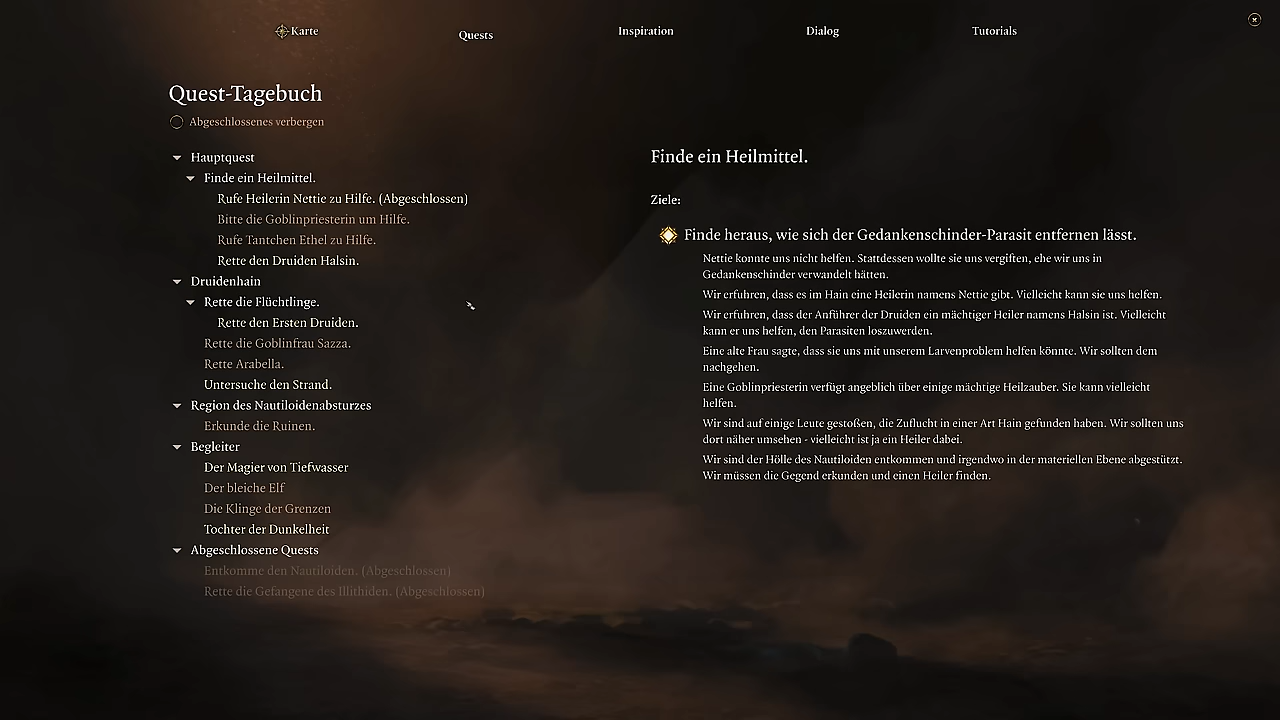 Karte
Quests
Inspiration
Dialog
Tutorials
Quest-Tagebuch
Abgeschlossenes verbergen
Hauptquest
Finde ein Heilmittel.
Rufe Heilerin Nettie zu Hilfe. (Abgeschlossen)
Bitte die Goblinpriesterin um Hilfe.
Rufe Tantchen Ethel zu Hilfe.
Rette den Druiden Halsin.
Druidenhain
Rette die Flüchtlinge.
Rette den Ersten Druiden.
Rette die Goblinfrau Sazza.
Rette Arabella.
Untersuche den Strand.
Region des Nautiloidenabsturzes
Erkunde die Ruinen.
Begleiter
Der Magier von Tiefwasser
Der bleiche Elf
Die Klinge der Grenzen
Tochter der Dunkelheit
Abgeschlossene Quests
Entkomme den Nautiloiden. (Abgeschlossen)
Rette die Gefangene des Illithiden. (Abgeschlossen)
Finde ein Heilmittel.
Ziele:
Finde heraus, wie sich der Gedankenschinder-Parasit entfernen lässt.
Nettie konnte uns nicht helfen. Stattdessen wollte sie uns vergiften, ehe wir uns in
Gedankenschinder verwandelt hätten.
Wir erfuhren, dass es im Hain eine Heilerin namens Nettie gibt. Vielleicht kann sie uns helfen.
Wir erfuhren, dass der Anführer der Druiden ein mächtiger Heiler namens Halsin ist. Vielleicht
kann er uns helfen, den Parasiten loszuwerden.
Eine alte Frau sagte, dass sie uns mit unserem Larvenproblem helfen könnte. Wir sollten dem
nachgehen.
Eine Goblinpriesterin verfügt angeblich über einige mächtige Heilzauber. Sie kann vielleicht
helfen.
Wir sind auf einige Leute gestoßen, die Zuflucht in einer Art Hain gefunden haben. Wir sollten uns
dort näher umsehen - vielleicht ist ja ein Heiler dabei.
Wir sind der Hölle des Nautiloiden entkommen und irgendwo in der materiellen Ebene abgestützt.
Wir müssen die Gegend erkunden und einen Heiler finden.